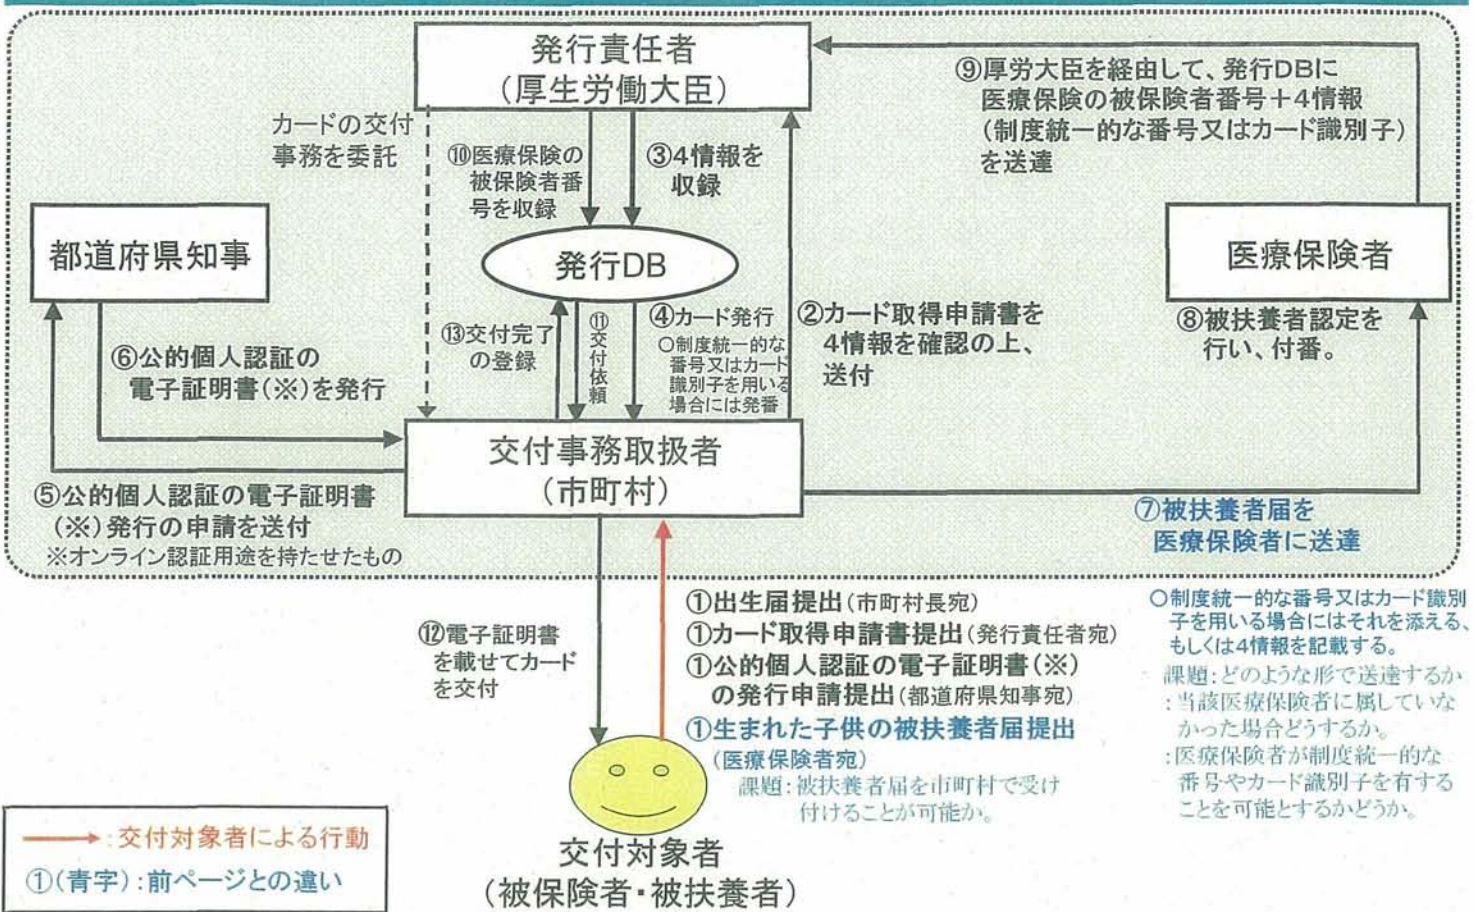 発行責任者
(厚生労働大臣)
カードの交付
事務を委託
⑨厚労大臣を経由して、発行DBに
医療保険の被保険者番号+4情報
(制度統一的な番号又はカード識別子)
を送達
⑩医療保険の
被保険者番
号を収録
③4情報を
収録
都道府県知事
発行DB
医療保険者
⑬交付完了
の登録
⑪交付依頼
④カード発行
○制度統一的な
番号又はカード
識別子を用いる
場合には発番
②カード取得申請書を
4情報を確認の上、
送付
⑧被扶養者認定を
行い、付番。
⑥公的個人認証の
電子証明書(※)を発行
交付事務取扱者
(市町村)
⑤公的個人認証の電子証明書
(※)発行の申請を送付
※オンライン認証用途を持たせたもの
⑦被扶養者届を
医療保険者に送達
⑫電子証明書
を載せてカード
を交付
①出生届提出(市町村長宛)
①カード取得申請書提出(発行責任者宛)
①公的個人認証の電子証明書(※)
の発行申請提出(都道府県知事宛)
①生まれた子供の被扶養者届提出
(医療保険者宛)
課題:被扶養者届を市町村で受け
付けることが可能か。
○制度統一的な番号又はカード識別
子を用いる場合にはそれを添える、
もしくは4情報を記載する。
課題:どのような形で送達するか
:当該医療保険者に属していな
かった場合どうするか。
:医療保険者が制度統一的な
番号やカード識別子を有する
ことを可能とするかどうか。
交付対象者
(被保険者・被扶養者)
:交付対象者による行動
①(青字):前ページとの違い